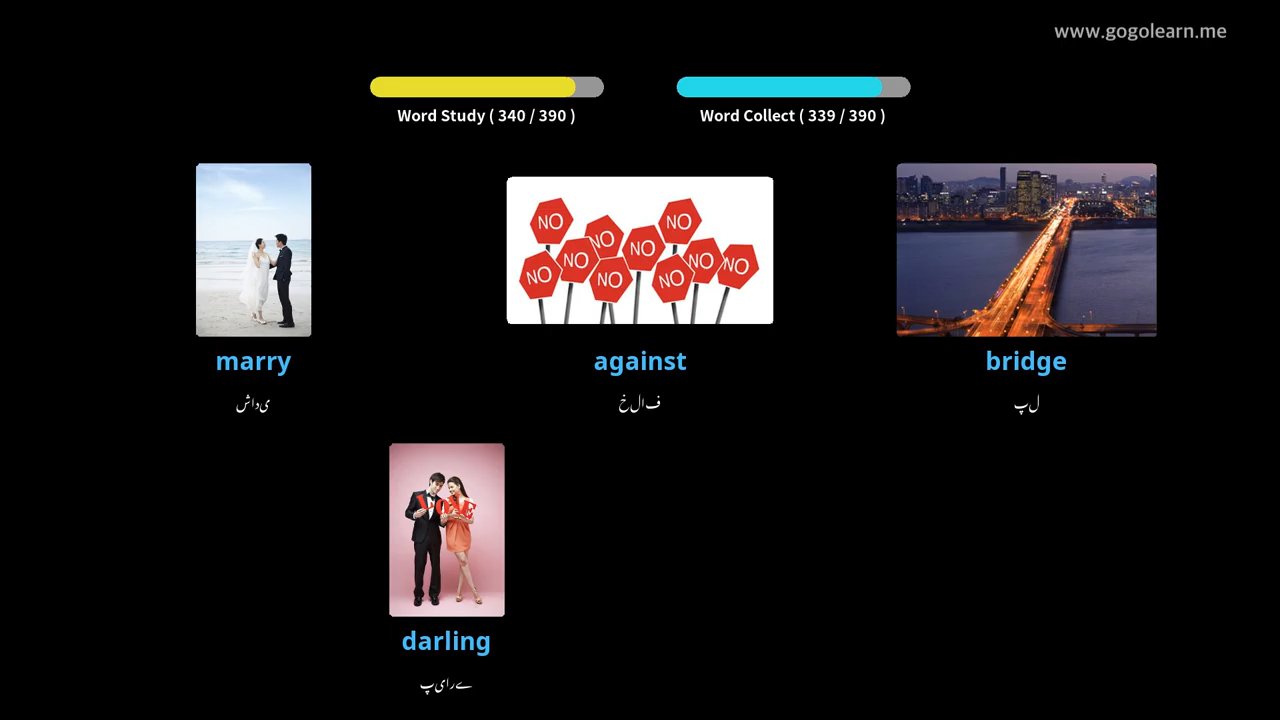 www.gogolearn.me
Word Study ( 340 / 390 )
Word Collect ( 339 / 390 )
NO
NO
NO
NO
NO
NO
NO
NO
NO
NO
marry
against
bridge
شادی
خلاف
پل
darling
پیارے